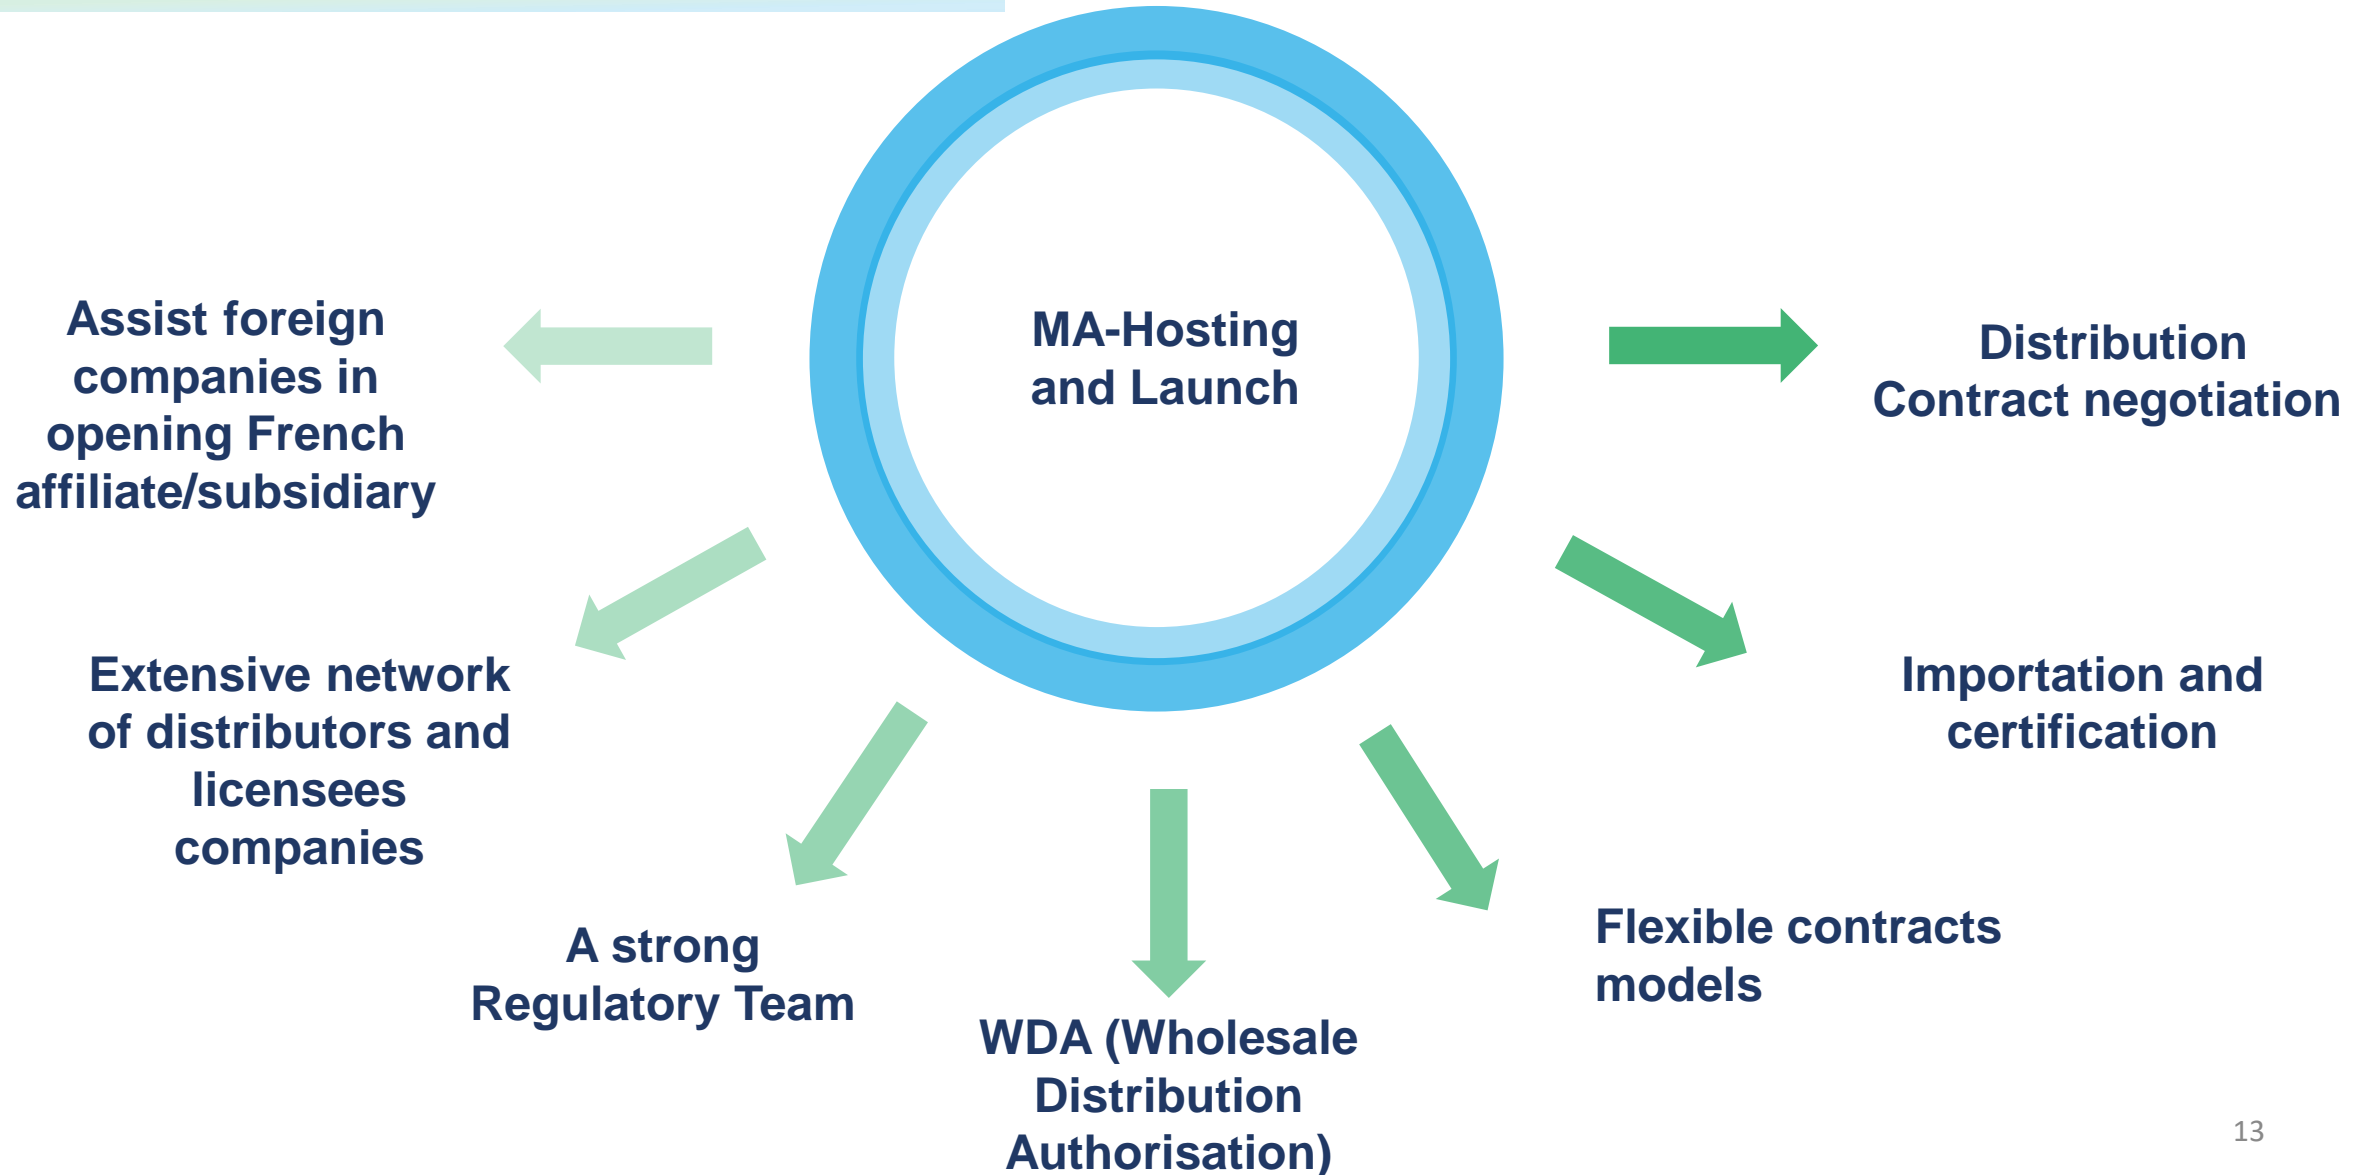 MA-Hosting
and Launch
Assist foreign
companies in
opening French
affiliate/subsidiary
Extensive network
of distributors and
licensees
companies
A strong
Regulatory Team
WDA (Wholesale
Distribution
Authorisation)
Flexible contracts
models
Importation and
certification
Distribution
Contract negotiation
13